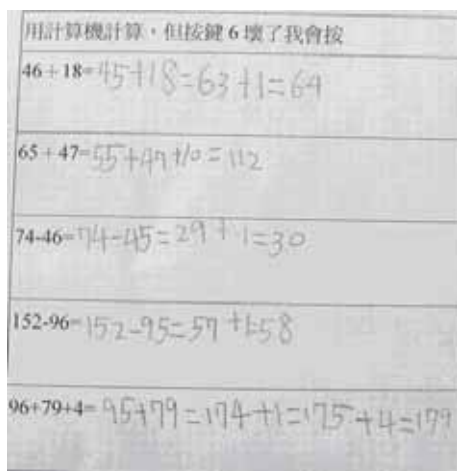 用計算機計算，但按鍵 6 壞了我會按
46 + 18= 45+18=63+1=64
65 + 47= 55+47+10=112
74-46= 74-45=29+1=30
152-96= 152-95=57+1=58
96+79+4= 95+79=174+1=175+4=179